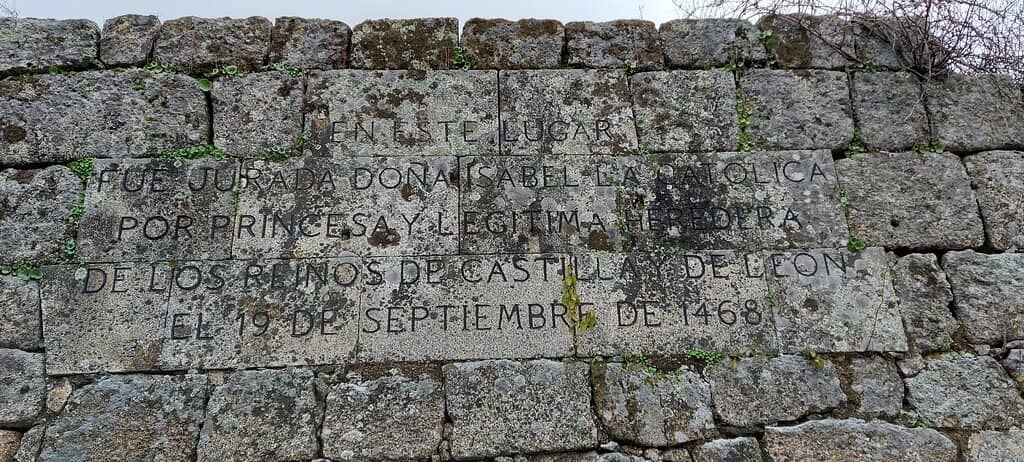 EN ESTE LUGAR
FUE JURADA DOÑA ISABEL LA CATOLICA
POR PRINCESA Y LEGITIMA HEREDERA
DE LOS REINOS DE CASTILLA Y DE LEON
EL 19 DE SEPTIEMBRE DE 1468